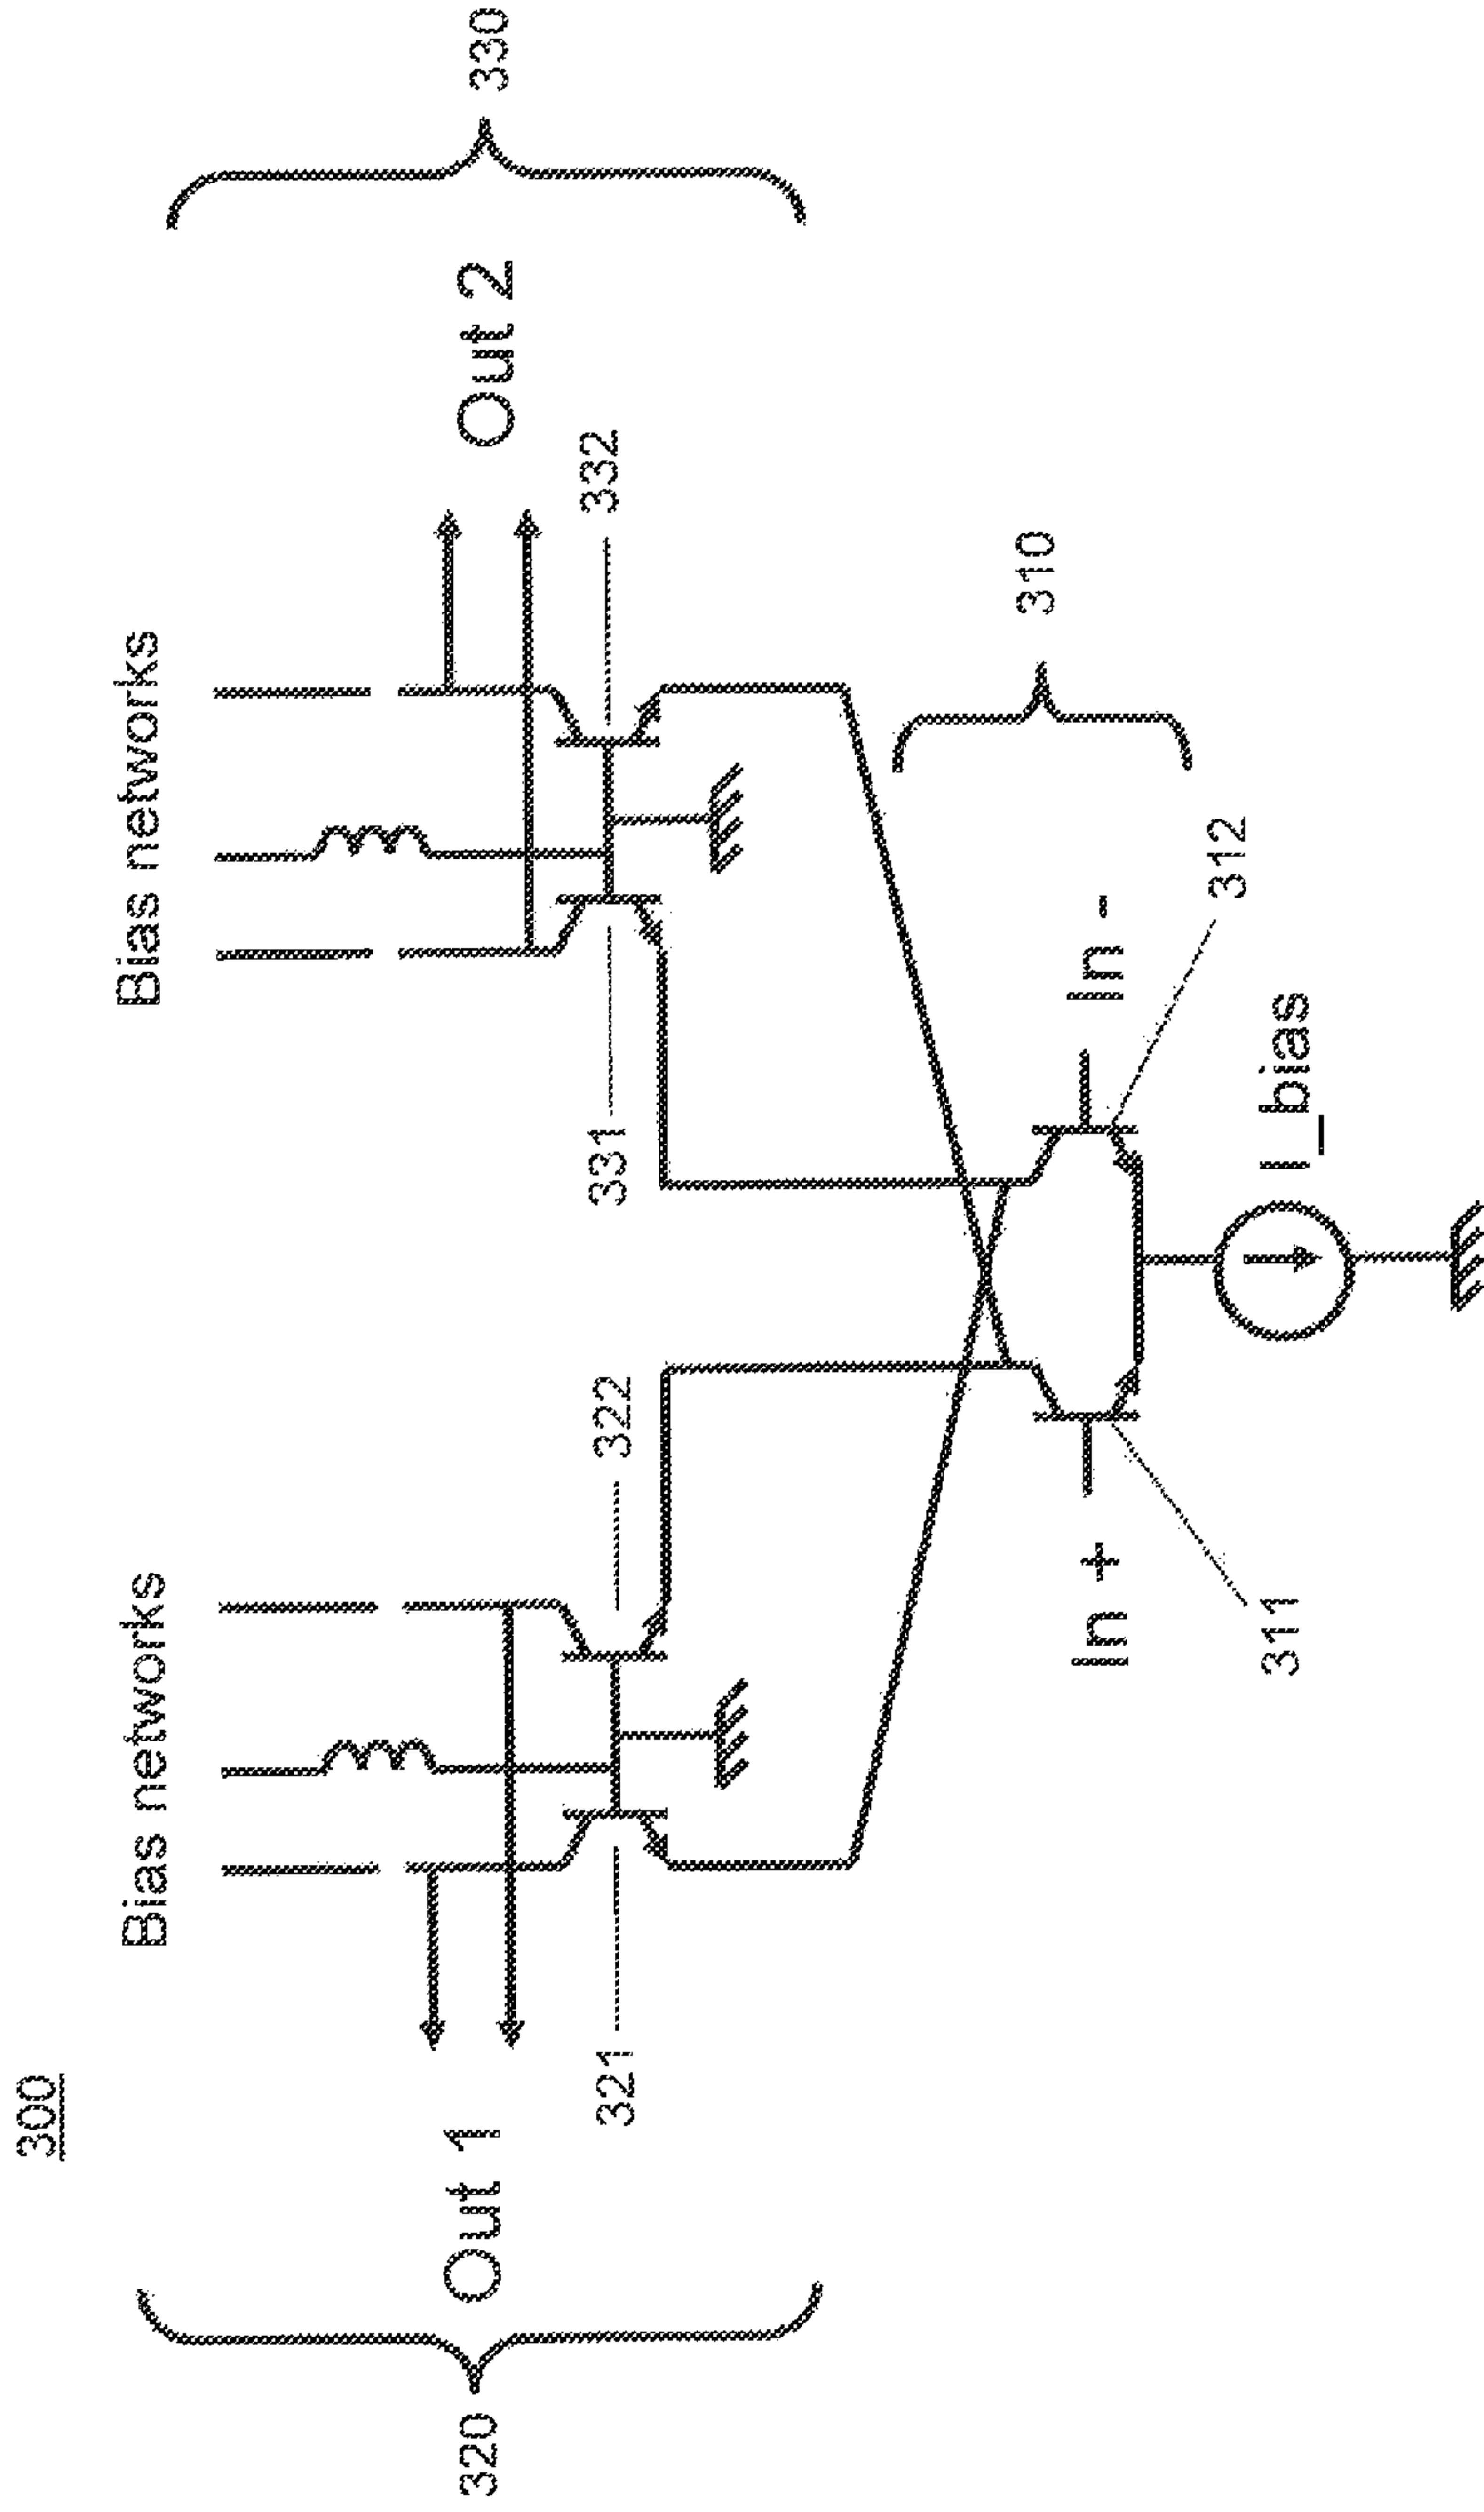 300
Bias networks
Bias networks
320
Out 1
Out 2
330
321
322
331
332
310
In +
In -
311
312
I_bias